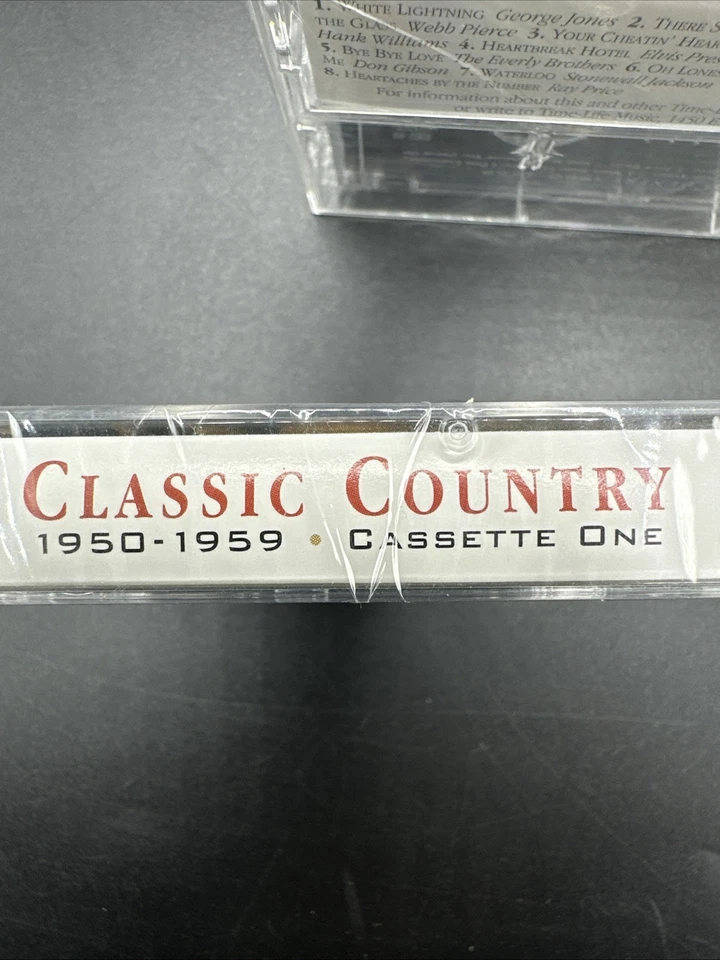 1. WHITE LIGHTNING George Jones 2. THERE S
THE GLASS Webb Pierce 3. YOUR CHEATIN' HEAR
Hank Williams 4. HEARTBREAK HOTEL Elvis Pres
5. BYE BYE LOVE The Everly Brothers 6. OH LONES
ME Don Gibson 7. WATERLOO Stonewall Jackson
8. HEARTACHES BY THE NUMBER Ray Price
For information about this and other Time-L
or write to Time-Life Music, 1450 E
CLASSIC COUNTRY
1950-1959 • CASSETTE ONE